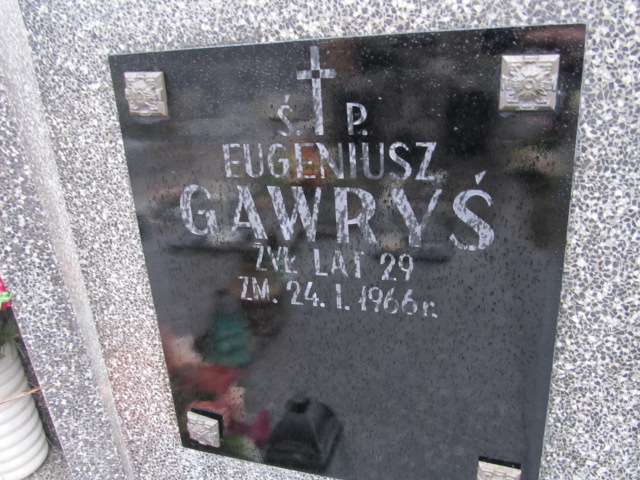 Ś. P.
EUGENIUSZ
GAWRYŚ
ŻYŁ LAT 29
ZM. 24. I. 1966 r.